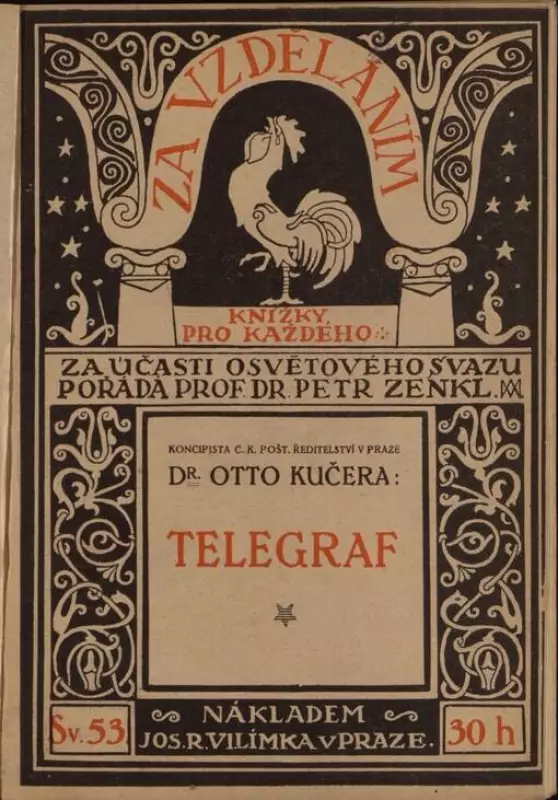 ZA VZDĚLÁNÍM
KNÍŽKY
PRO KAŽDÉHO
ZA ÚČASTI OSVĚTOVÉHO SVAZU
POŘÁDÁ PROF. DR. PETR ZENKL.
KONCIPISTA C. K. POŠT. ŘEDITELSTVÍ V PRAZE
DR. OTTO KUČERA:
TELEGRAF
NÁKLADEM
JOS. R. VILÍMKA V PRAZE.
Sv. 53.
30 h